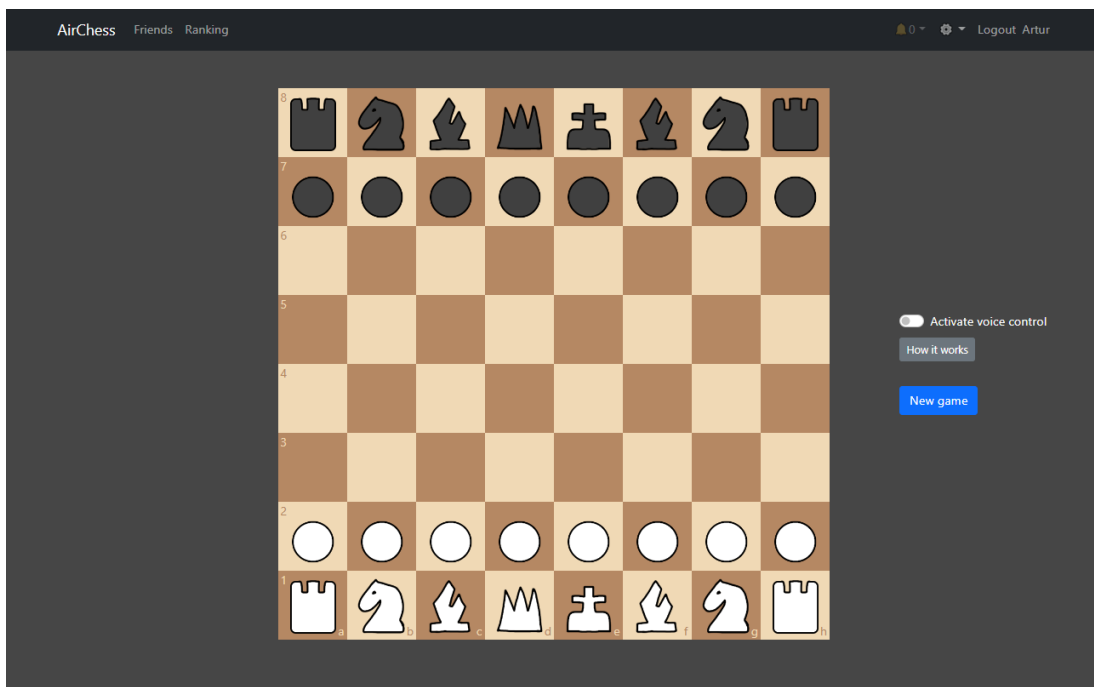 AirChess Friends Ranking 0 Logout Artur
8
7
6
5
Activate voice control
How it works
4
New game
3
2
1
a b c d e f g h